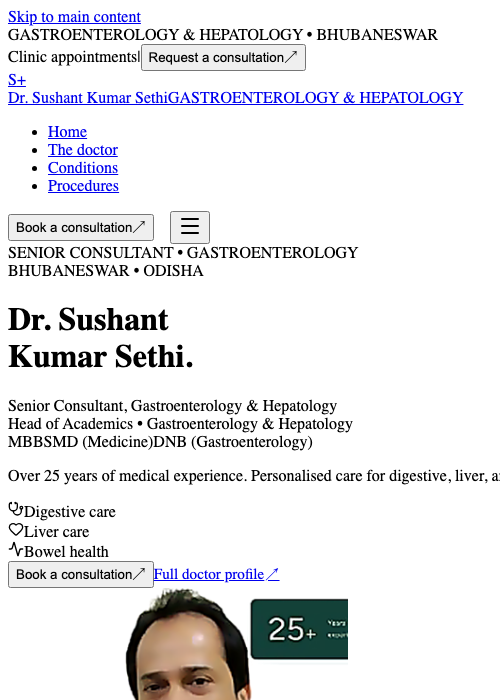 Skip to main content
GASTROENTEROLOGY & HEPATOLOGY • BHUBANESWAR
Clinic appointments|Request a consultation↗
S+
Dr. Sushant Kumar SethiGASTROENTEROLOGY & HEPATOLOGY
• Home
• The doctor
• Conditions
• Procedures
Book a consultation↗
SENIOR CONSULTANT • GASTROENTEROLOGY
BHUBANESWAR • ODISHA
Dr. Sushant
Kumar Sethi.
Senior Consultant, Gastroenterology & Hepatology
Head of Academics • Gastroenterology & Hepatology
MBBSMD (Medicine)DNB (Gastroenterology)
Over 25 years of medical experience. Personalised care for digestive, liver,
Digestive care
Liver care
Bowel health
Book a consultation↗Full doctor profile↗
25+ Years